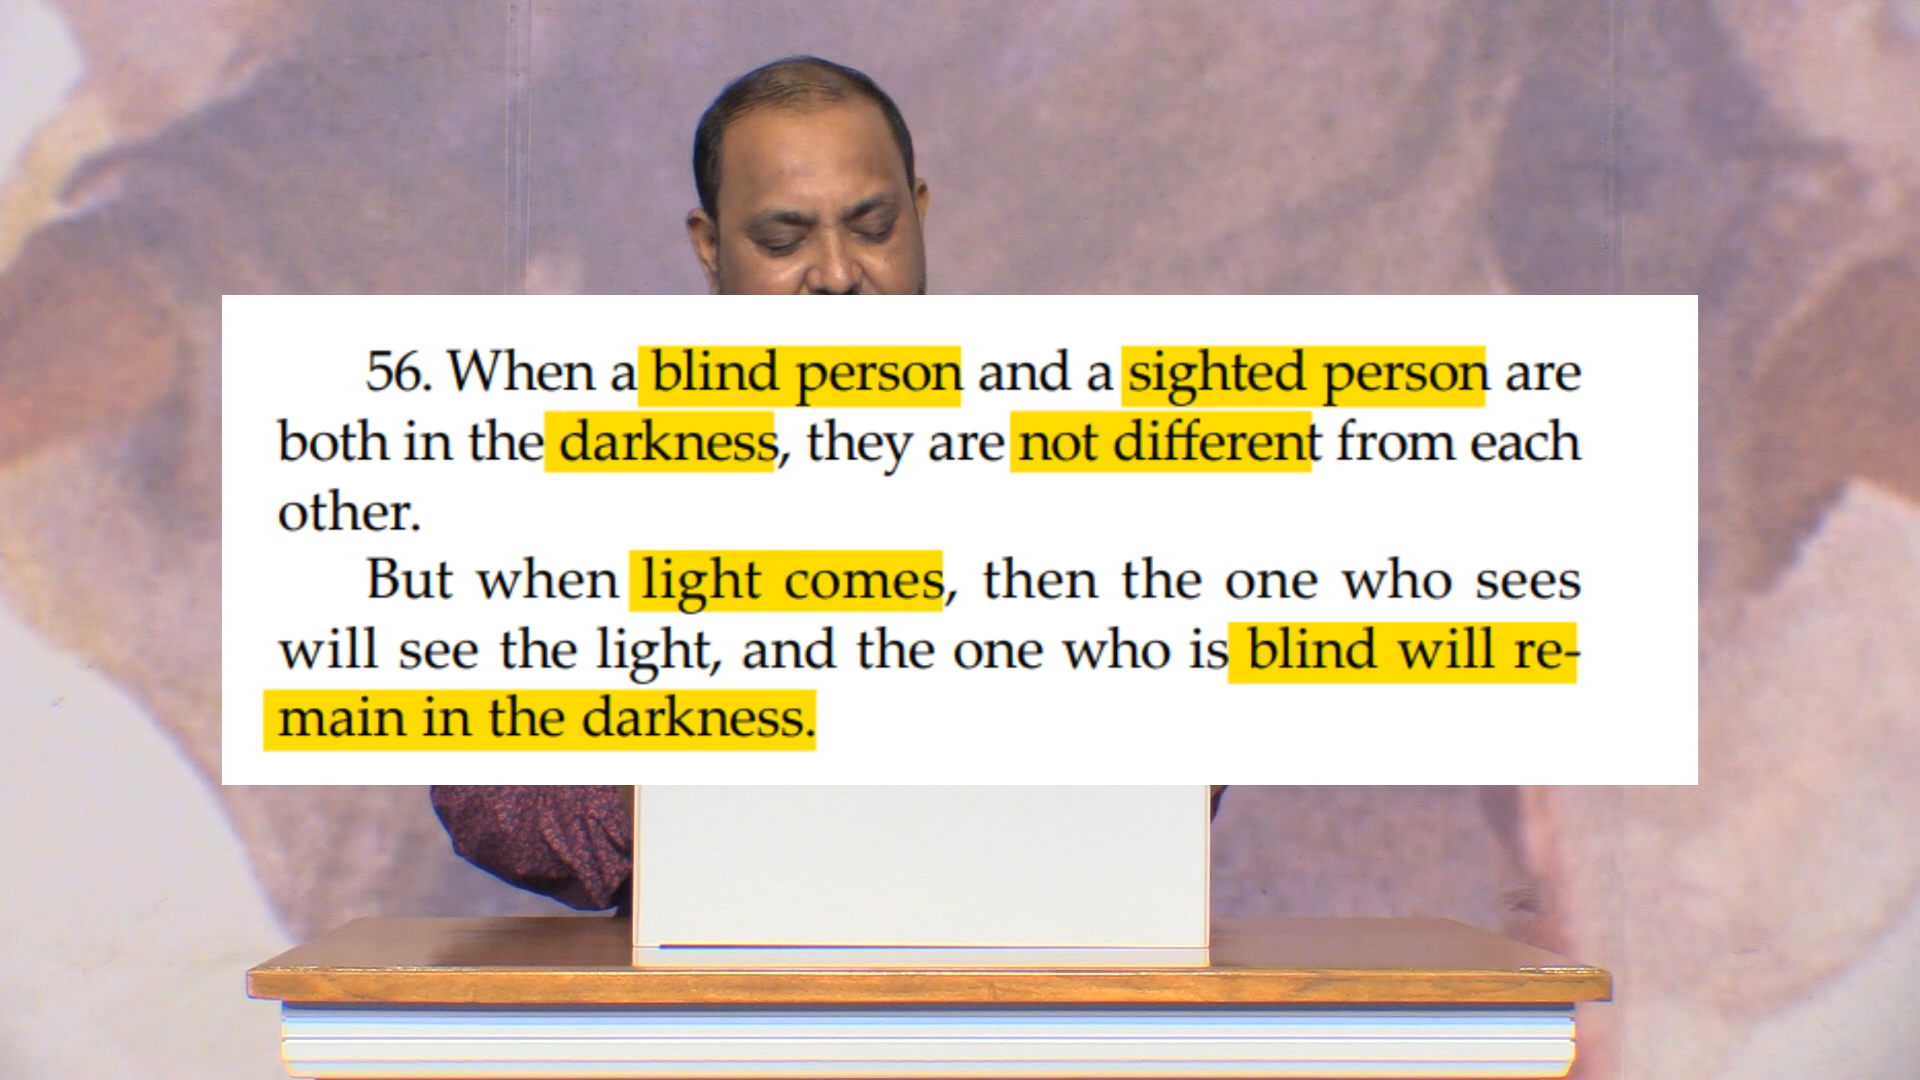 56. When a blind person and a sighted person are
both in the darkness, they are not different from each
other.
But when light comes, then the one who sees
will see the light, and the one who is blind will re-
main in the darkness.